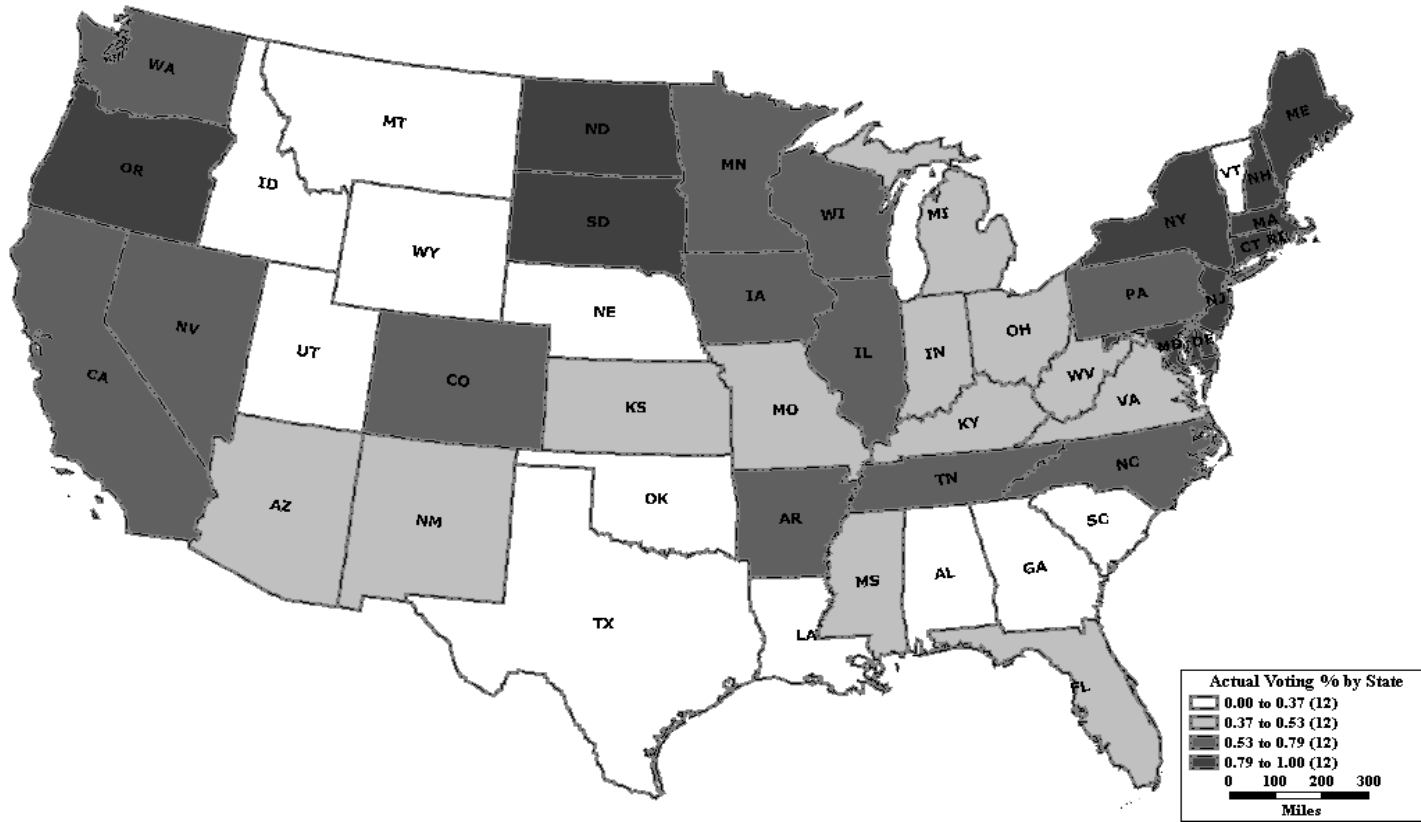 WA
ME
MT
ND
MN
OR
VT
NH
ID
WI
MI
SD
NY
MA
WY
CT RI
IA
PA
NJ
NE
NV
OH
MD DE
UT
IL
IN
CA
CO
WV
KS
MO
VA
KY
NC
TN
OK
AZ
NM
AR
SC
MS
AL
GA
TX
LA
FL
Actual Voting % by State
0.00 to 0.37 (12)
0.37 to 0.53 (12)
0.53 to 0.79 (12)
0.79 to 1.00 (12)
0 100 200 300
Miles